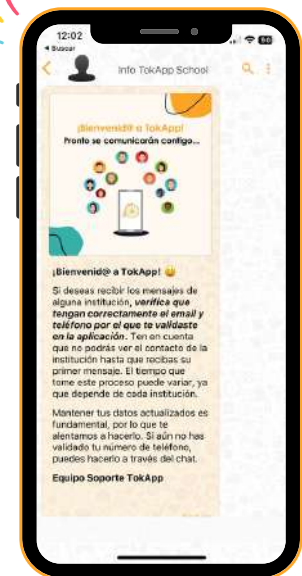 12:02
◀ Buscar
Info TokApp School
¡Bienvenid@ a TokApp!
Pronto se comunicarán contigo...
¡Bienvenid@ a TokApp! 😀
Si deseas recibir los mensajes de
alguna institución, verifica que
tengan correctamente el email y
teléfono por el que te validaste
en la aplicación. Ten en cuenta
que no podrás ver el contacto de la
institución hasta que recibas su
primer mensaje. El tiempo que
tome este proceso puede variar, ya
que depende de cada institución.
Mantener tus datos actualizados es
fundamental, por lo que te
alentamos a hacerlo. Si aún no has
validado tu número de teléfono,
puedes hacerlo a través del chat.
Equipo Soporte TokApp